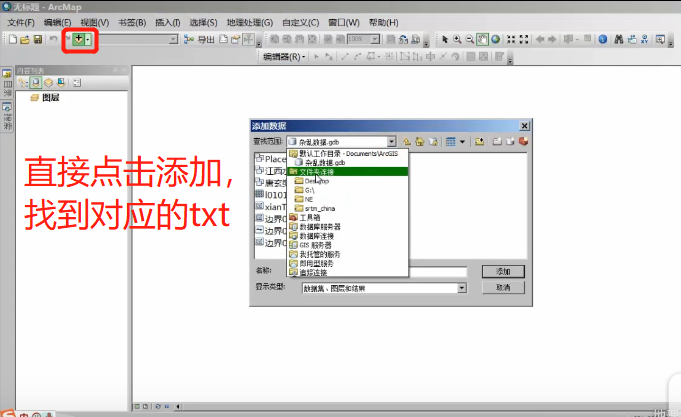 无标题 - ArcMap
文件(F) 编辑(E) 视图(V) 书签(B) 插入(I) 选择(S) 地理处理(G) 自定义(C) 窗口(W) 帮助(H)
导出
100%
编辑器(R)
内容列表
图层
直接点击添加，
找到对应的txt
添加数据
查找范围:
杂乱数据.gdb
默认工作目录 - Documents\ArcGIS
杂乱数据.gdb
文件夹连接
Desktop
G:\
NE
srtm_china
工具箱
数据库服务器
数据库连接
GIS 服务器
我托管的服务
即用型服务
追踪连接
Place
江西
唐玄奘
l0101
xianT
边界0
边界0
边界0
名称:
添加
显示类型:
数据集、图层和结果
取消